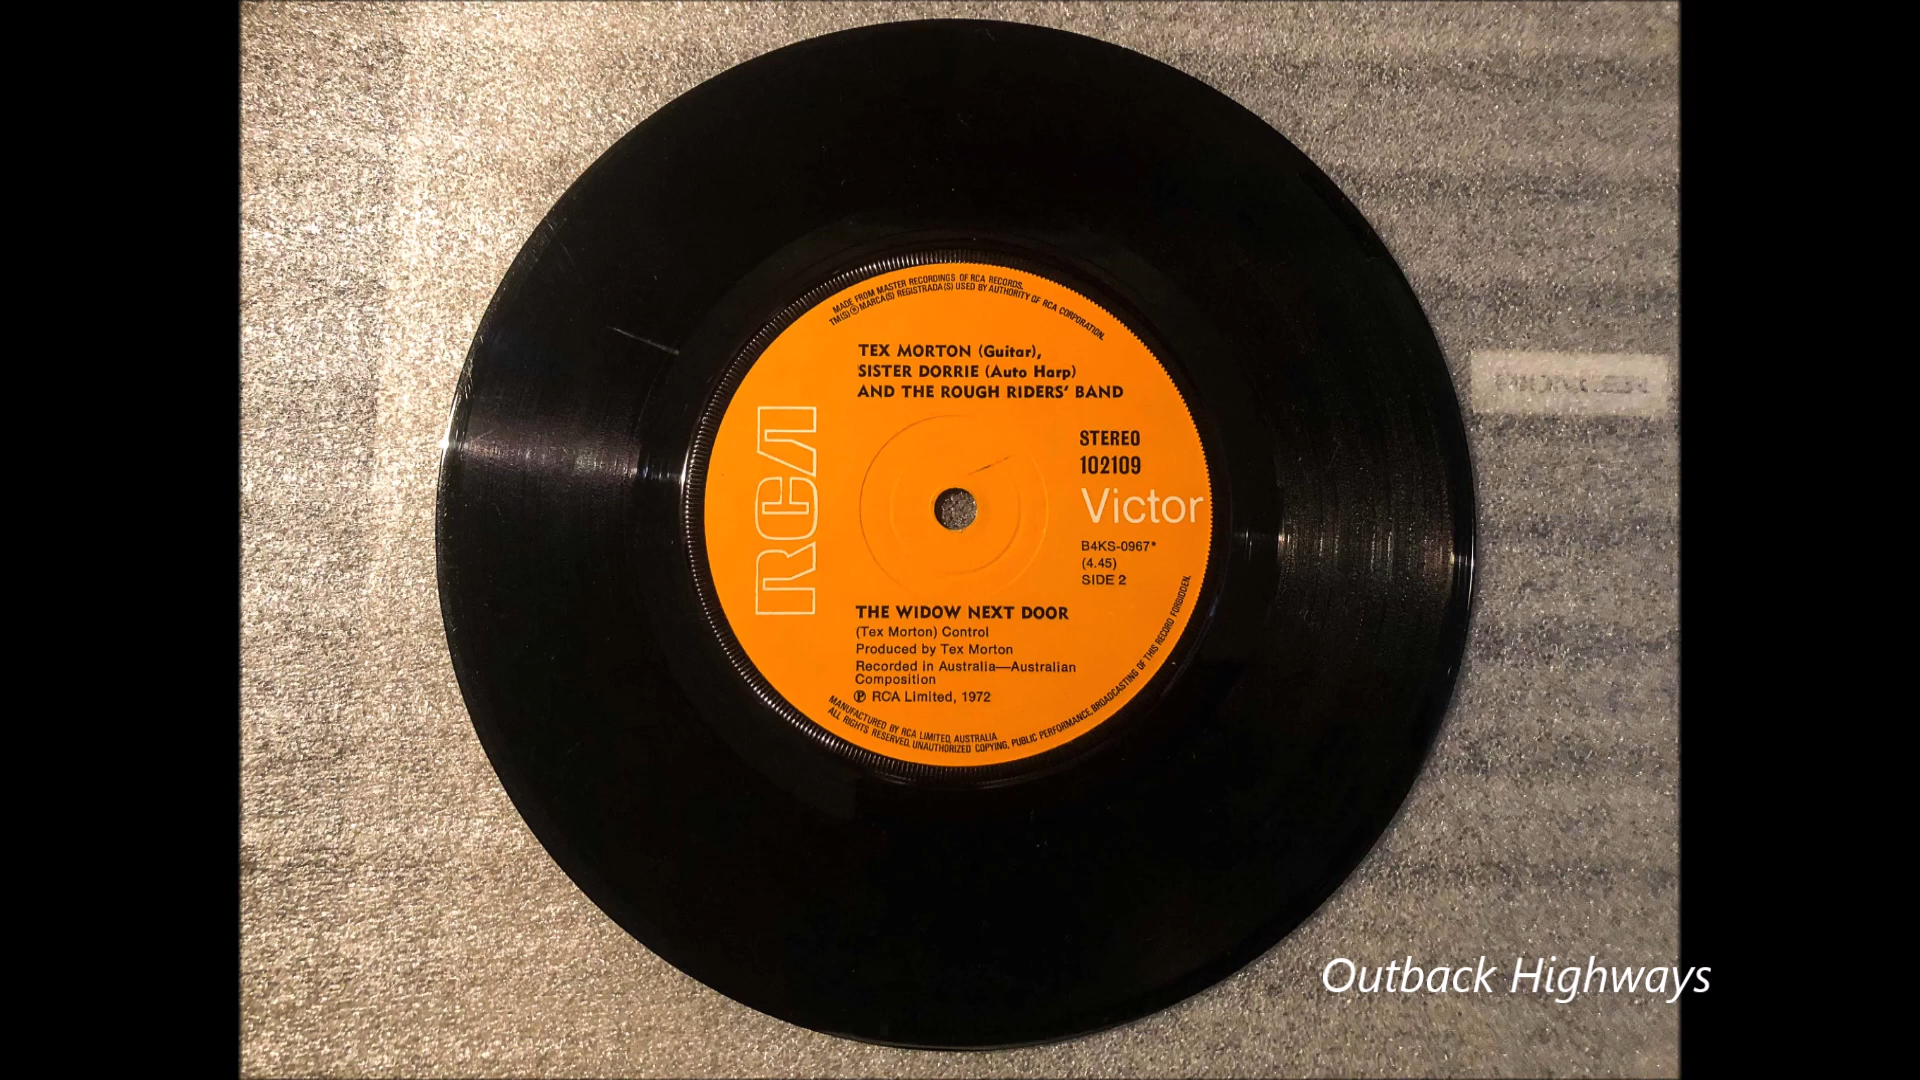 MADE FROM MASTER RECORDINGS OF RCA RECORDS.
TM(S) ® MARCA(S) REGISTRADA(S) USED BY AUTHORITY OF RCA CORPORATION.
TEX MORTON (Guitar),
SISTER DORRIE (Auto Harp)
AND THE ROUGH RIDERS' BAND
RCA
STEREO
102109
Victor
B4KS-0967*
(4.45)
SIDE 2
THE WIDOW NEXT DOOR
(Tex Morton) Control
Produced by Tex Morton
Recorded in Australia—Australian
Composition
℗ RCA Limited, 1972
MANUFACTURED BY RCA LIMITED, AUSTRALIA
ALL RIGHTS RESERVED, UNAUTHORIZED COPYING, PUBLIC PERFORMANCE, BROADCASTING OF THIS RECORD FORBIDDEN.
PIONEER
Outback Highways